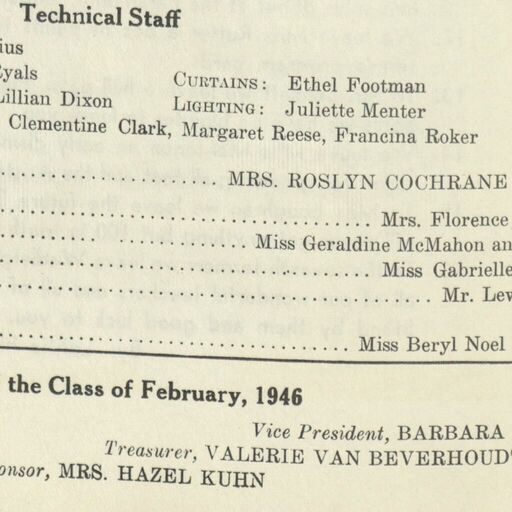 Technical Staff
ius
Eyals
CURTAINS: Ethel Footman
Lillian Dixon
LIGHTING: Juliette Menter
Clementine Clark, Margaret Reese, Francina Roker
MRS. ROSLYN COCHRANE
Mrs. Florence
Miss Geraldine McMahon an
Miss Gabrielle
Mr. Lew
Miss Beryl Noel
the Class of February, 1946
Vice President, BARBARA
Treasurer, VALERIE VAN BEVERHOUD
onsor, MRS. HAZEL KUHN